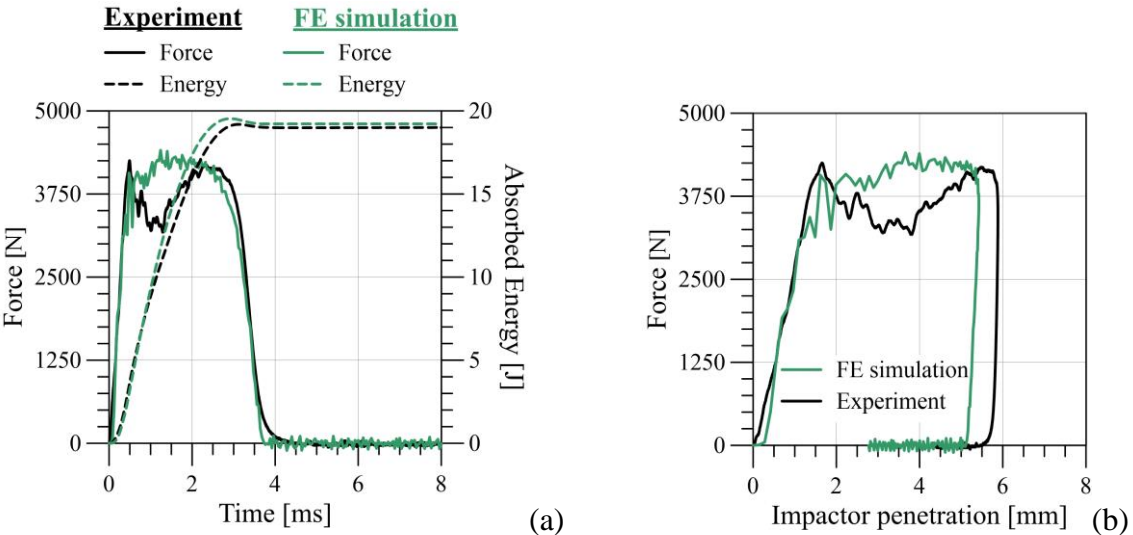 Experiment FE simulation
Force Force
Energy Energy
5000 20
3750 15
2500 10
1250 5
0 0
0 2 4 6 8
Force [N]
Absorbed Energy [J]
Time [ms]
(a)
5000
3750
2500
1250
0
0 2 4 6 8
Force [N]
FE simulation
Experiment
Impactor penetration [mm]
(b)